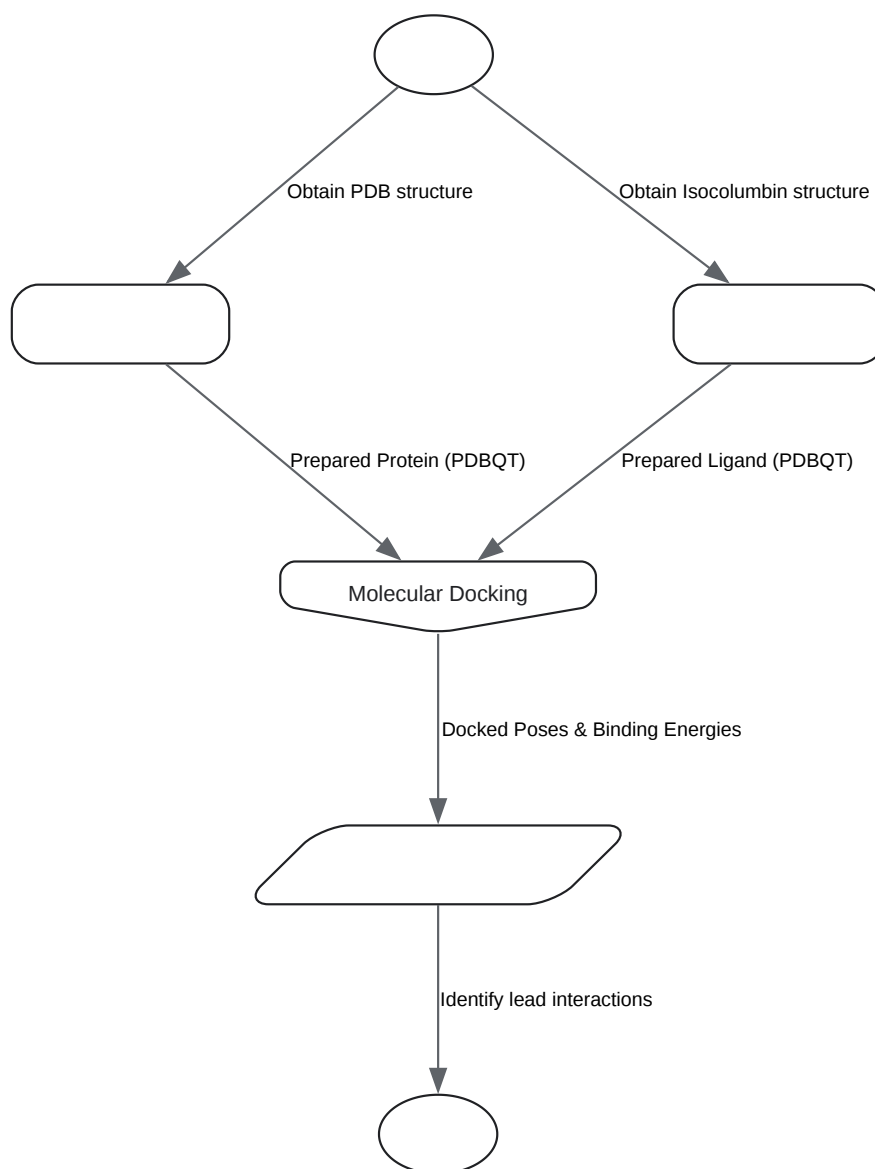 Obtain PDB structure
Obtain Isocolumbin structure
Prepared Protein (PDBQT)
Prepared Ligand (PDBQT)
Molecular Docking
Docked Poses & Binding Energies
Identify lead interactions